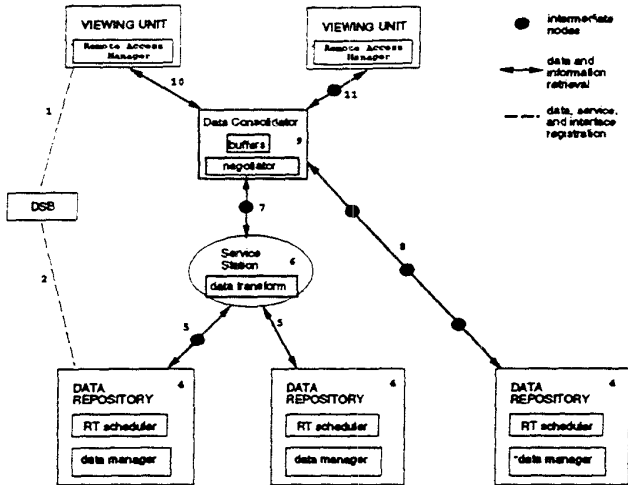 VIEWING UNIT
Remote Access
Manager
VIEWING UNIT
Remote Access
Manager
intermediate
nodes
data and
information
retrieval
data, service,
and interface
registration
10
11
1
Data Consolidator
buffers
9
negotiator
DSB
7
8
2
Service
Station
6
data transform
5
5
DATA
REPOSITORY
4
RT scheduler
data manager
DATA
REPOSITORY
4
RT scheduler
data manager
DATA
REPOSITORY
4
RT scheduler
data manager